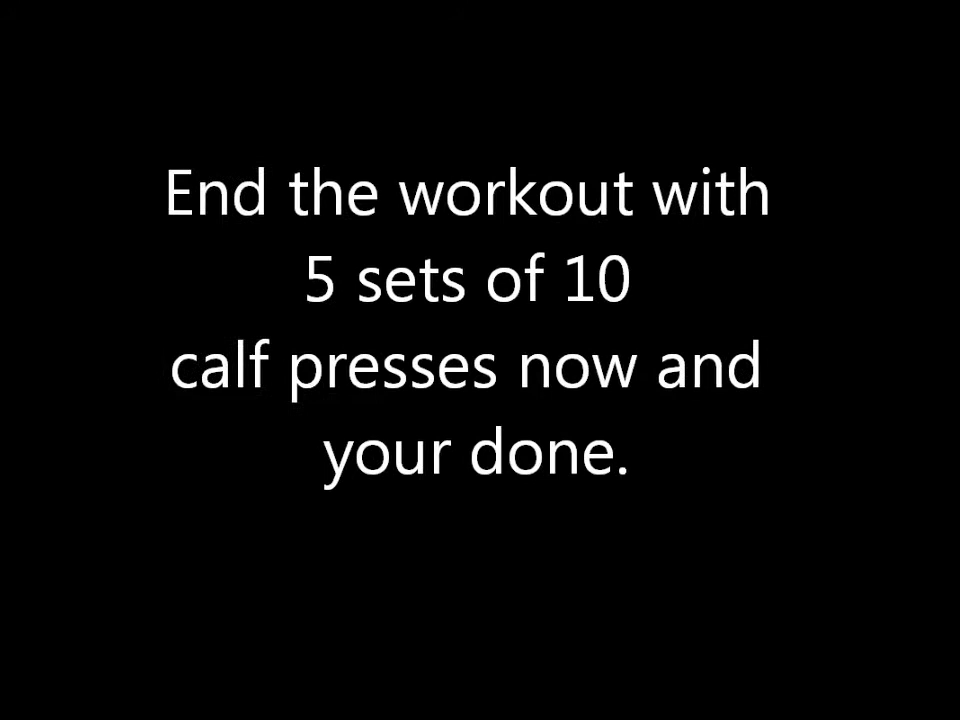 End the workout with
5 sets of 10
calf presses now and
your done.